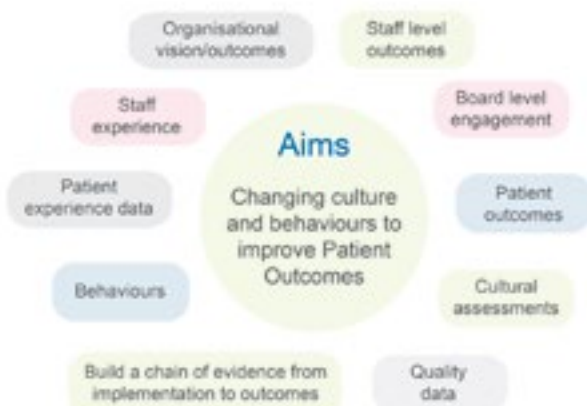 Organisational
vision/outcomes
Staff level
outcomes
Staff
experience
Board level
engagement
Aims
Changing culture
and behaviours to
improve Patient
Outcomes
Patient
experience data
Patient
outcomes
Behaviours
Cultural
assessments
Build a chain of evidence from
implementation to outcomes
Quality
data